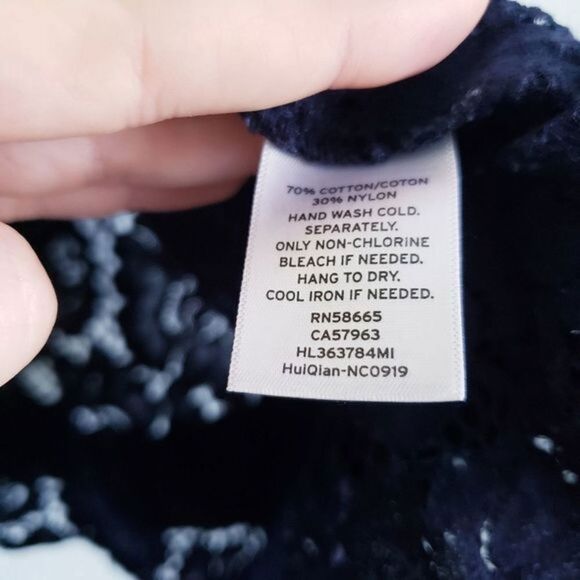 70% COTTON/COTON
30% NYLON
HAND WASH COLD.
SEPARATELY.
ONLY NON-CHLORINE
BLEACH IF NEEDED.
HANG TO DRY.
COOL IRON IF NEEDED.
RN58665
CA57963
HL363784MI
HuiQian-NC0919